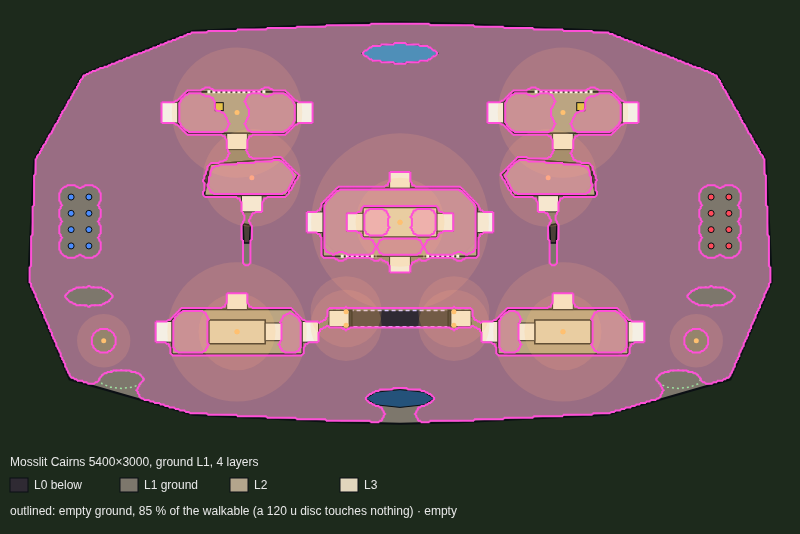 Mosslit Cairns 5400×3000, ground L1, 4 layers
L0 below L1 ground L2 L3
outlined: empty ground, 85 % of the walkable (a 120 u disc touches nothing) · empty